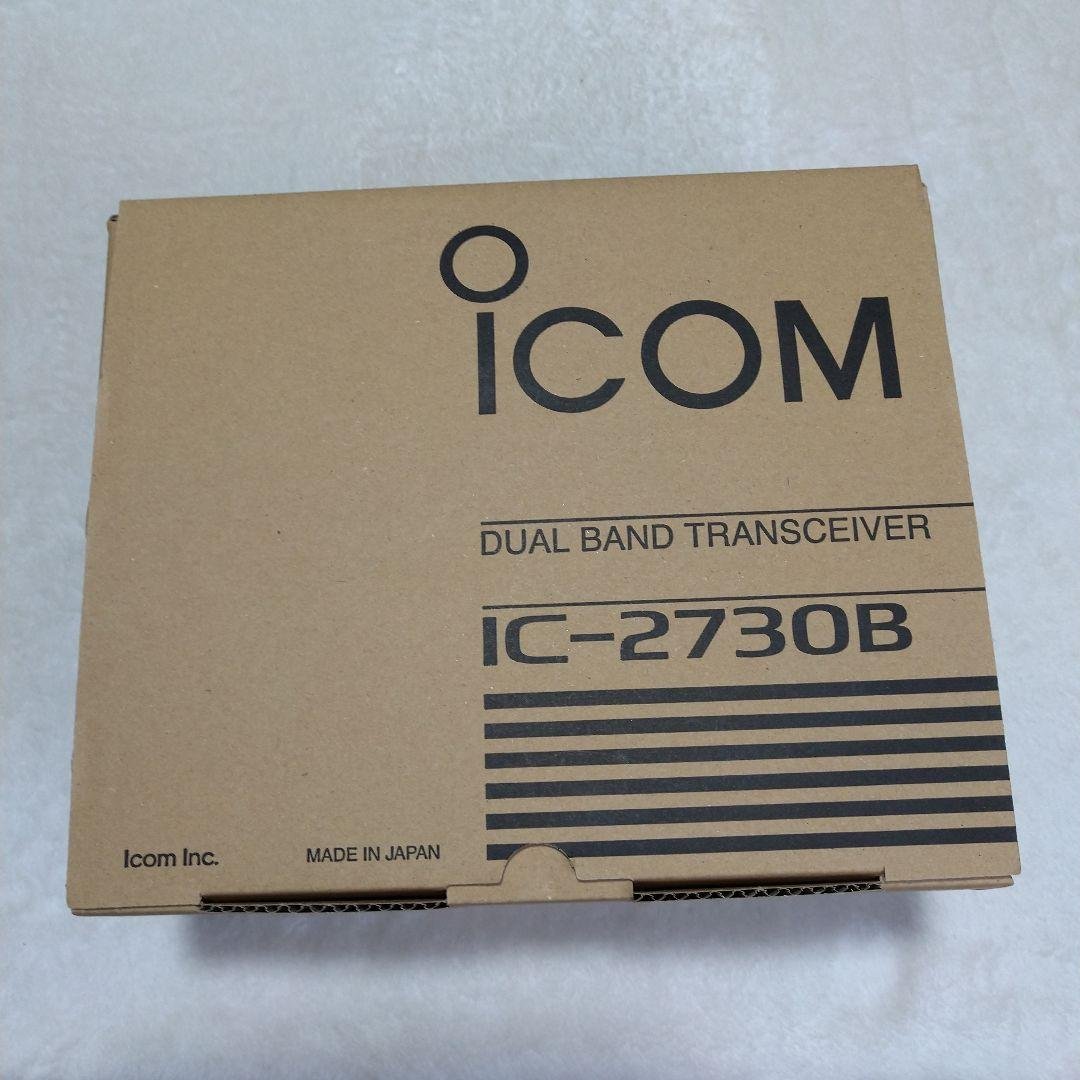 iCOM
DUAL BAND TRANSCEIVER
IC-2730B
Icom Inc.
MADE IN JAPAN